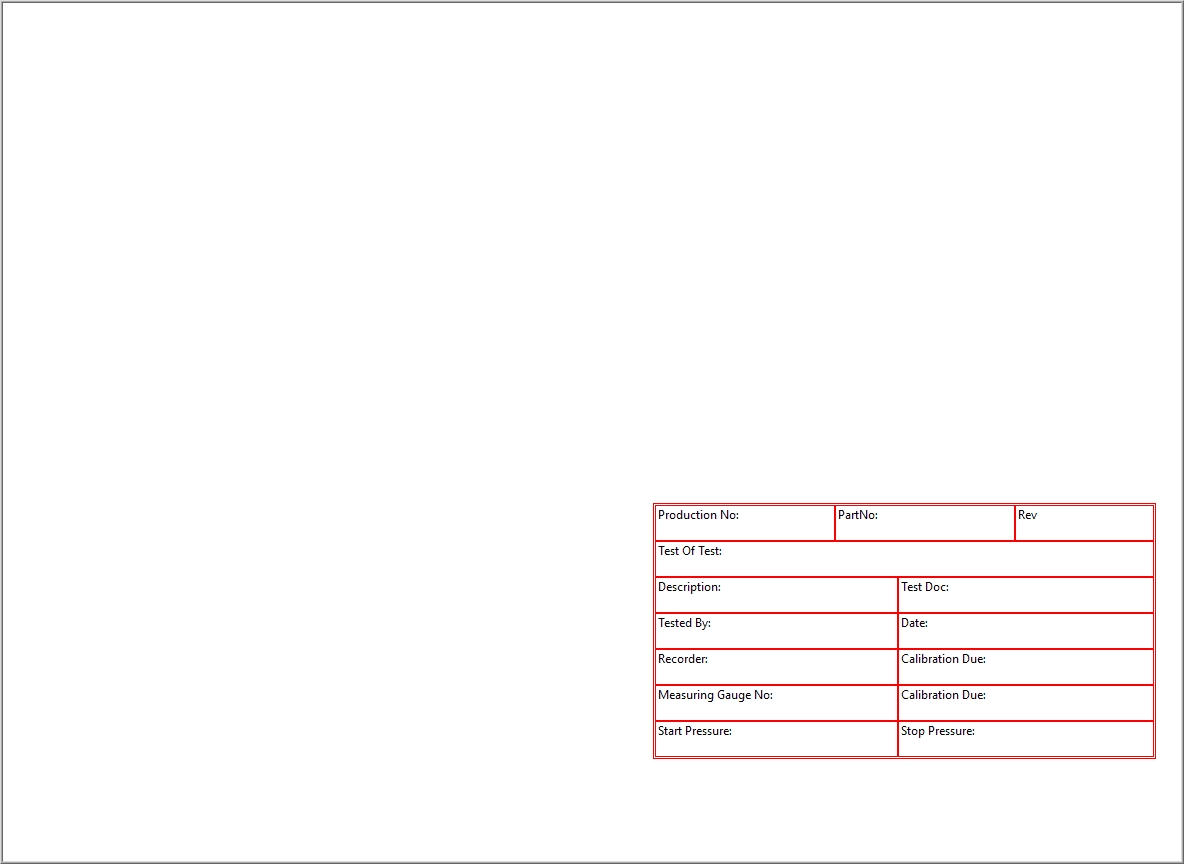 Production No: PartNo: Rev
Test Of Test:
Description: Test Doc:
Tested By: Date:
Recorder: Calibration Due:
Measuring Gauge No: Calibration Due:
Start Pressure: Stop Pressure: